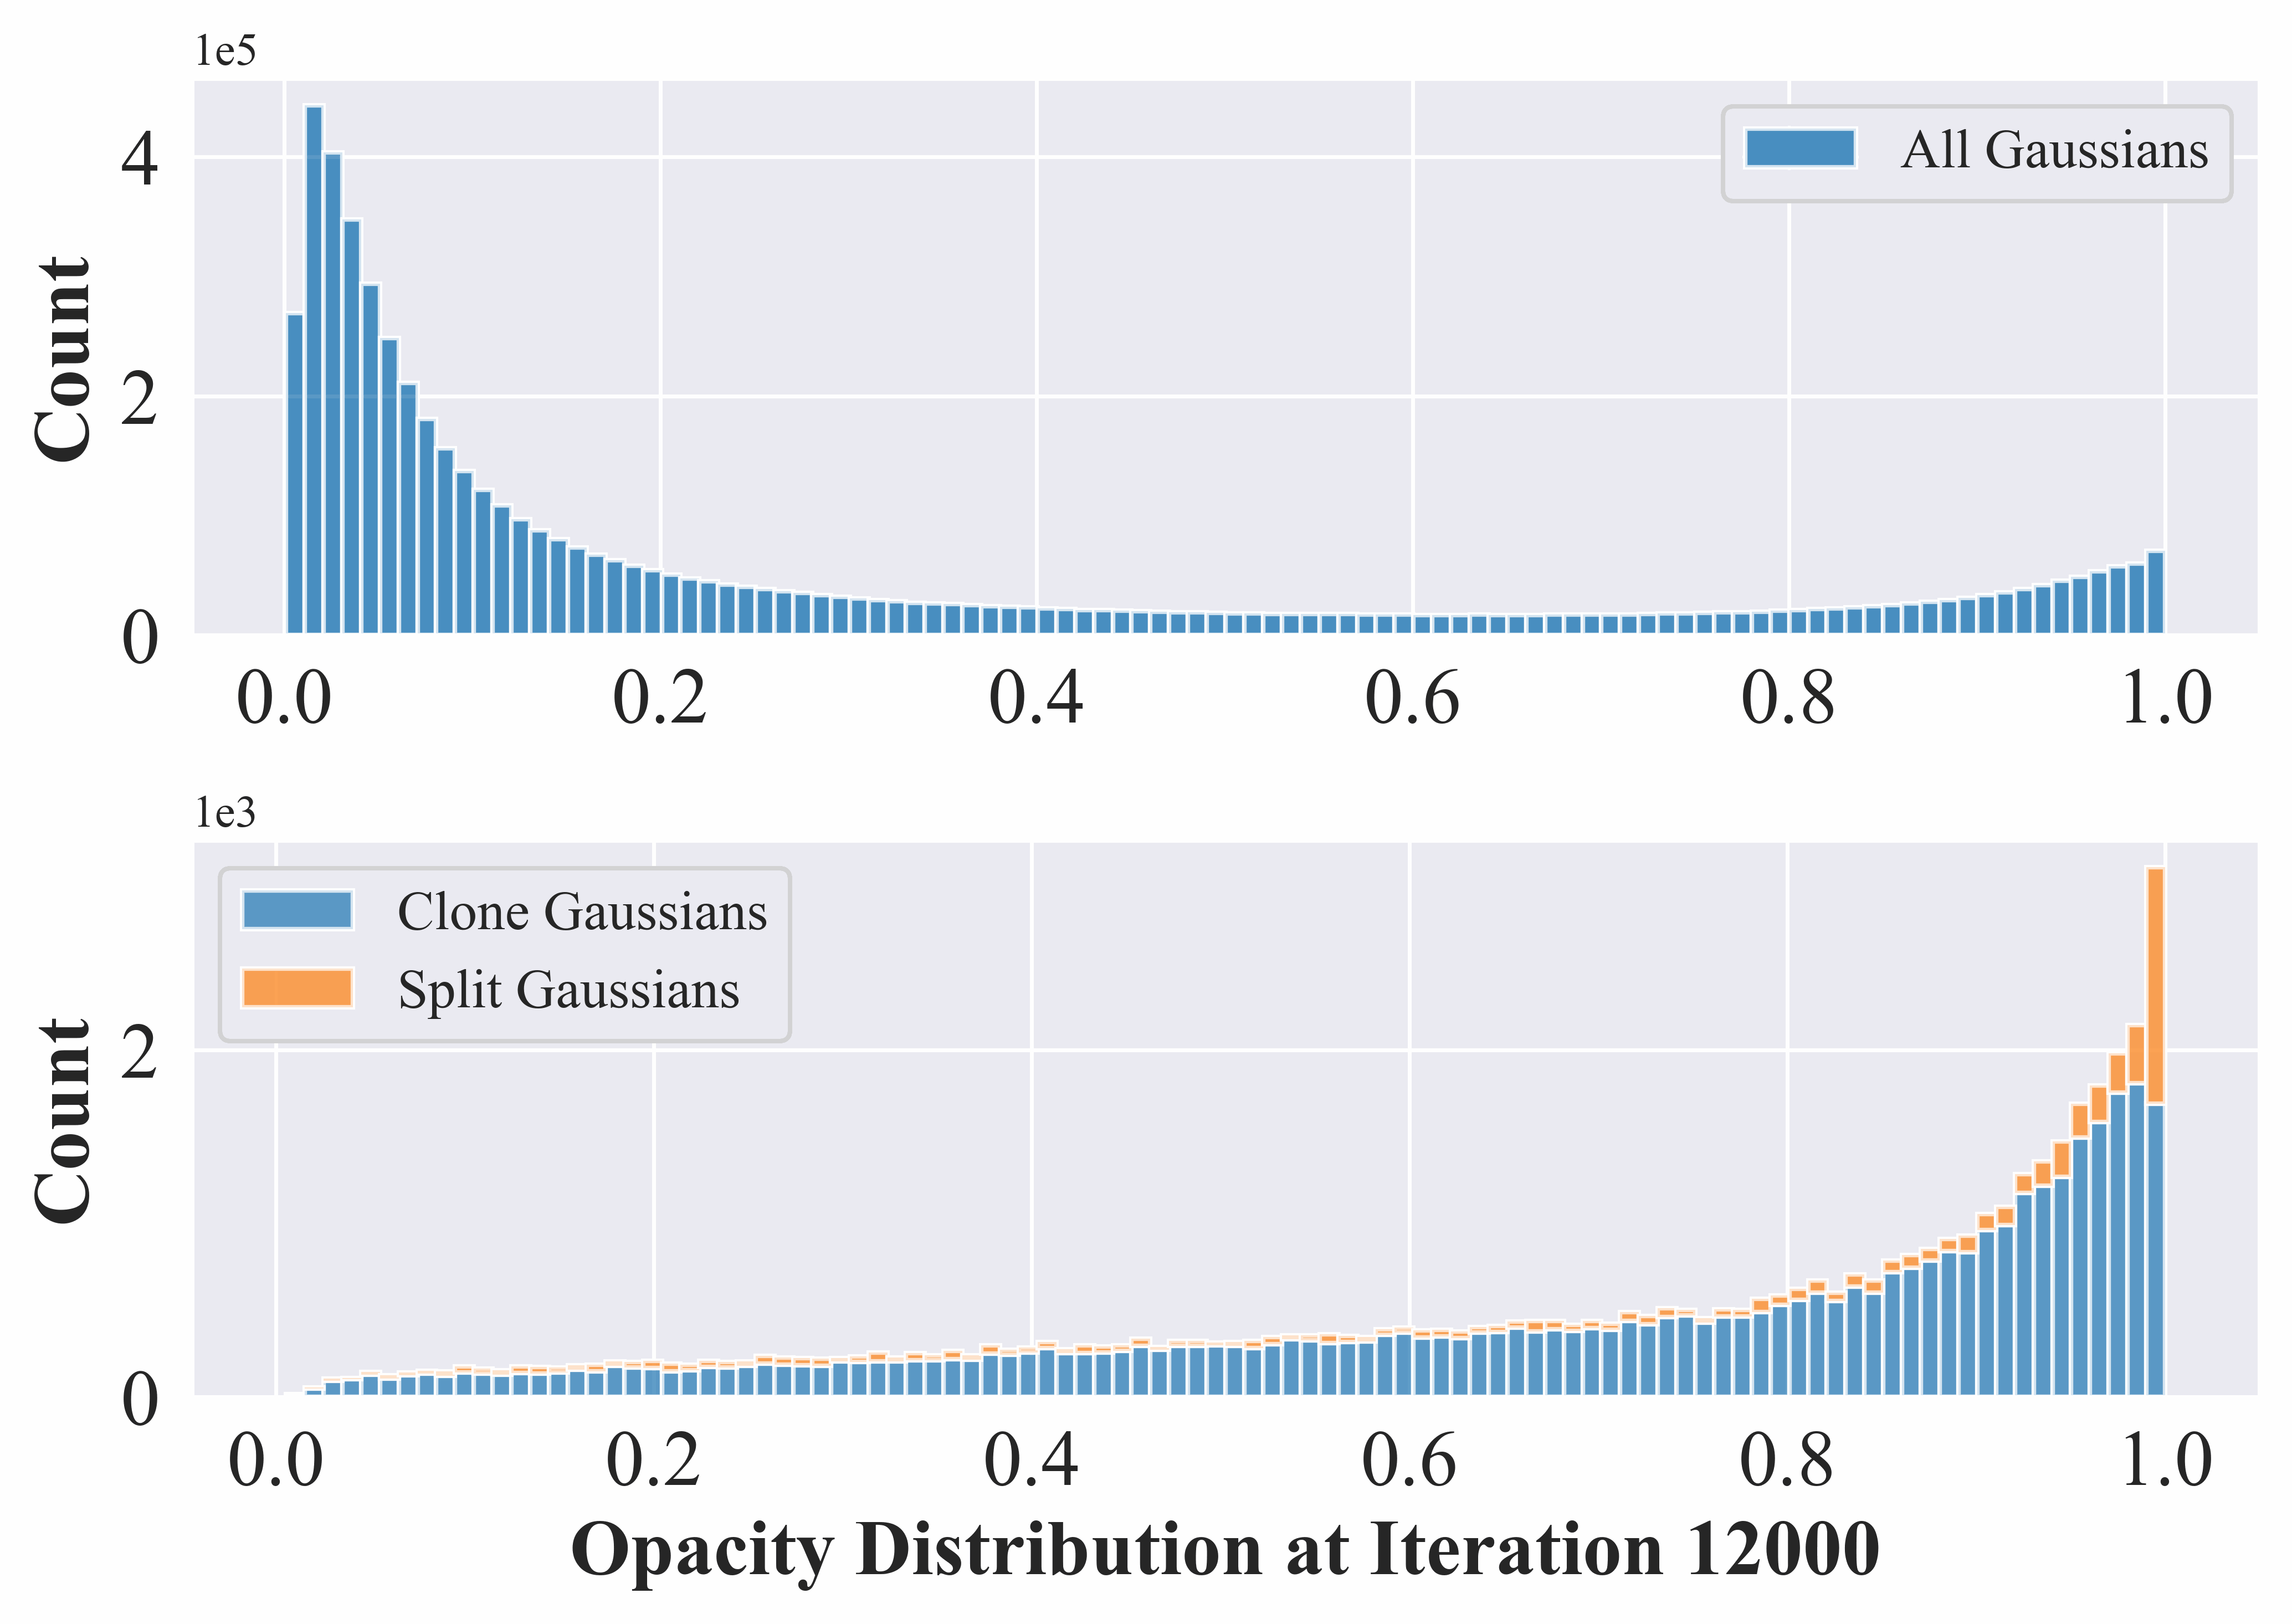 1e5
All Gaussians
Count
4
2
0
0.0 0.2 0.4 0.6 0.8 1.0
1e3
Clone Gaussians
Split Gaussians
Count
2
0
0.0 0.2 0.4 0.6 0.8 1.0
Opacity Distribution at Iteration 12000